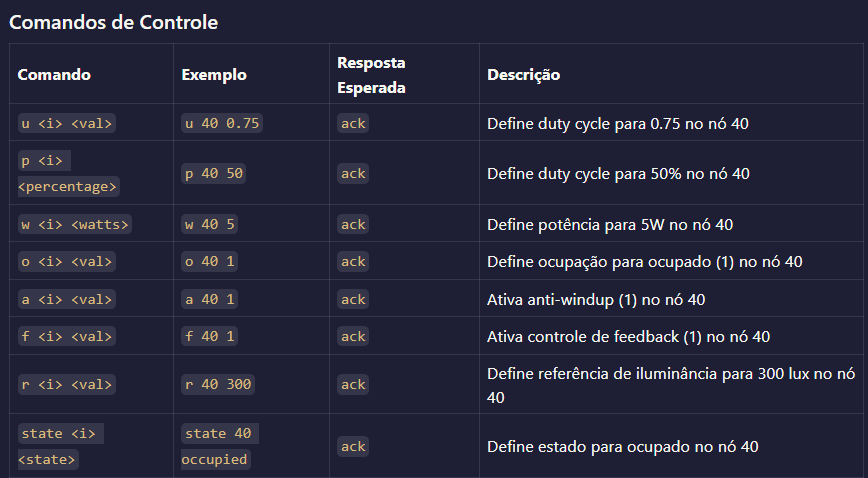 Comandos de Controle
Comando Exemplo Resposta Esperada Descrição
u <i> <val> u 40 0.75 ack Define duty cycle para 0.75 no nó 40
p <i> <percentage> p 40 50 ack Define duty cycle para 50% no nó 40
w <i> <watts> w 40 5 ack Define potência para 5W no nó 40
o <i> <val> o 40 1 ack Define ocupação para ocupado (1) no nó 40
a <i> <val> a 40 1 ack Ativa anti-windup (1) no nó 40
f <i> <val> f 40 1 ack Ativa controle de feedback (1) no nó 40
r <i> <val> r 40 300 ack Define referência de iluminância para 300 lux no nó 40
state <i> <state> state 40 occupied ack Define estado para ocupado no nó 40